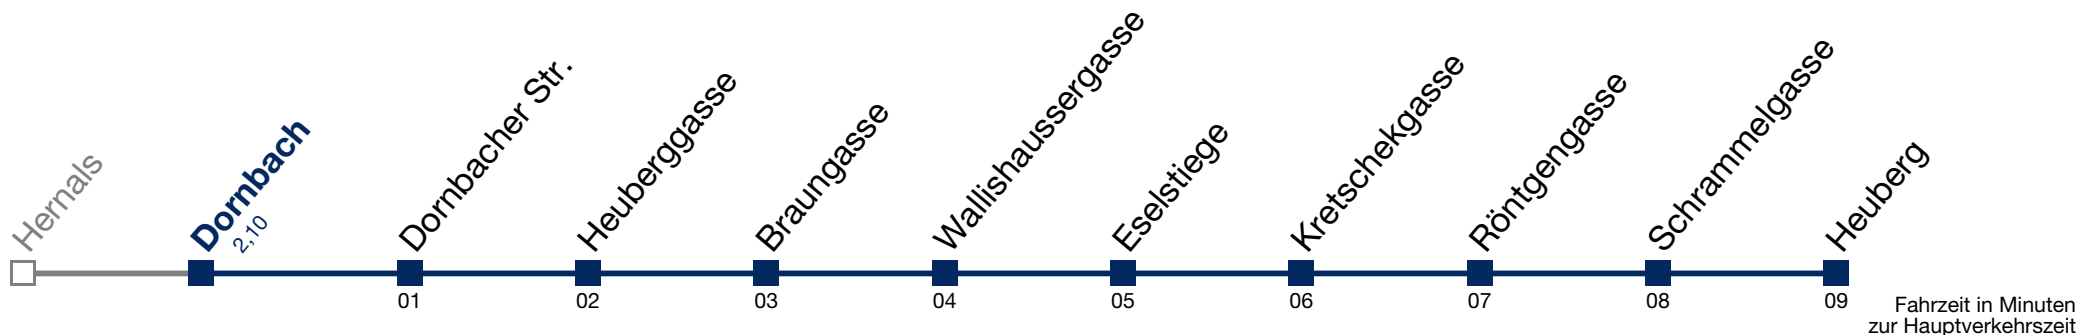 Hernals
Dornbach
2,10
Dornbacher Str.
Heuberggasse
Braungasse
Wallishaussergasse
Eselstiege
Kretschekgasse
Röntgengasse
Schrammelgasse
Heuberg
01
02
03
04
05
06
07
08
09
Fahrzeit in Minuten
zur Hauptverkehrszeit